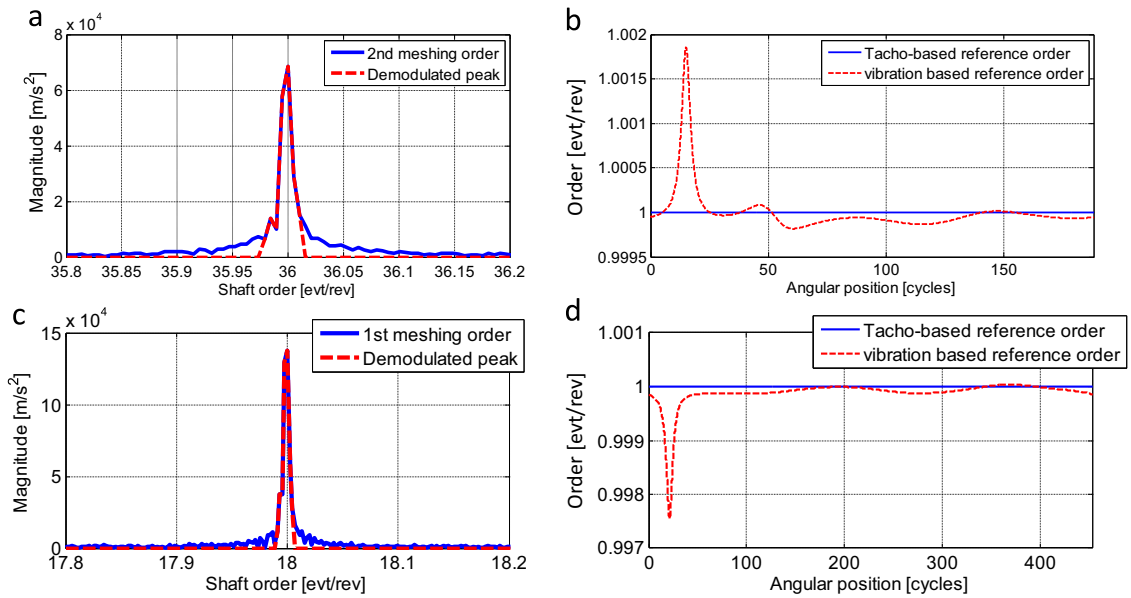 a
x 10^4
8
6
4
2
0
Magnitude [m/s^2]
2nd meshing order
Demodulated peak
35.8 35.85 35.9 35.95 36 36.05 36.1 36.15 36.2
Shaft order [evt/rev]
b
1.002
1.0015
1.001
1.0005
1
0.9995
Order [evt/rev]
Tacho-based reference order
vibration based reference order
0 50 100 150
Angular position [cycles]
c
x 10^4
15
10
5
0
Magnitude [m/s^2]
1st meshing order
Demodulated peak
17.8 17.9 18 18.1 18.2
Shaft order [evt/rev]
d
1.001
1
0.999
0.998
0.997
Order [evt/rev]
Tacho-based reference order
vibration based reference order
0 100 200 300 400
Angular position [cycles]